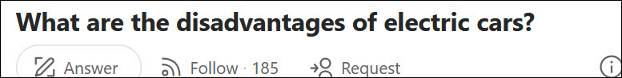 What are the disadvantages of electric cars?
Answer Follow · 185 Request